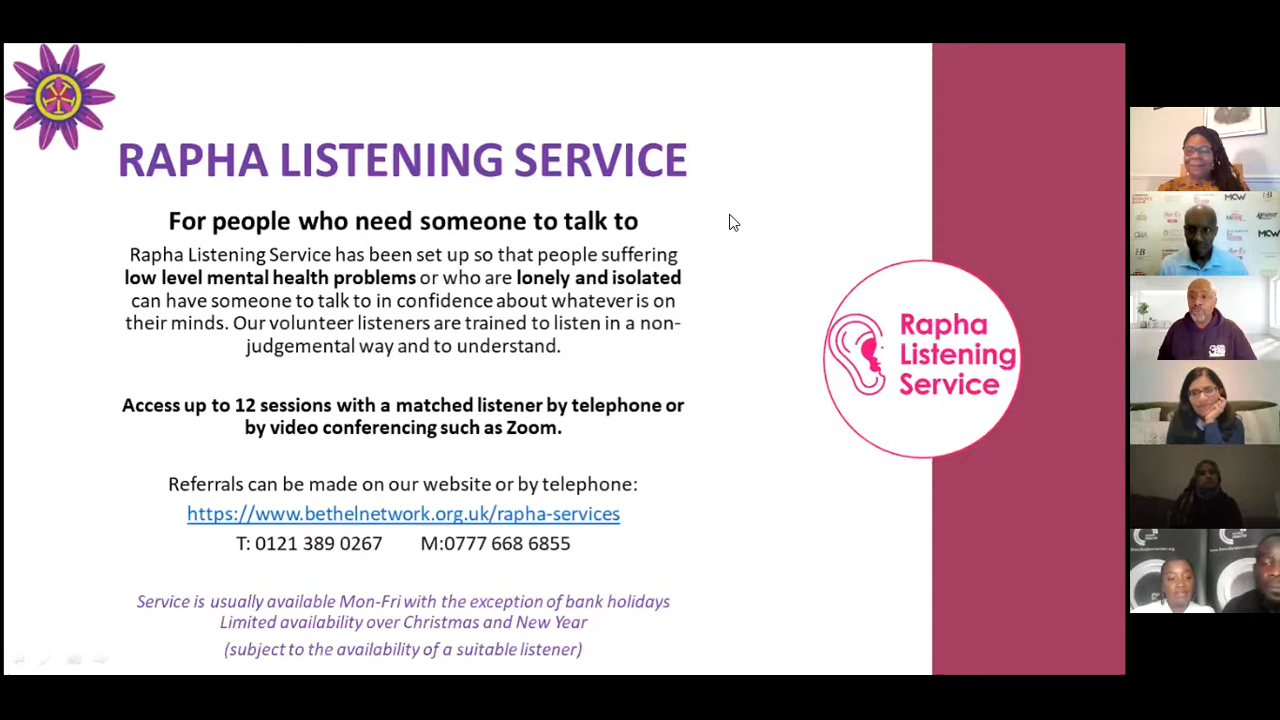 RAPHA LISTENING SERVICE
For people who need someone to talk to
Rapha Listening Service has been set up so that people suffering
low level mental health problems or who are lonely and isolated
can have someone to talk to in confidence about whatever is on
their minds. Our volunteer listeners are trained to listen in a non-
judgemental way and to understand.
Access up to 12 sessions with a matched listener by telephone or
by video conferencing such as Zoom.
Referrals can be made on our website or by telephone:
https://www.bethelnetwork.org.uk/rapha-services
T: 0121 389 0267 M:0777 668 6855
Service is usually available Mon-Fri with the exception of bank holidays
Limited availability over Christmas and New Year
(subject to the availability of a suitable listener)
Rapha
Listening
Service
MCW
MCW